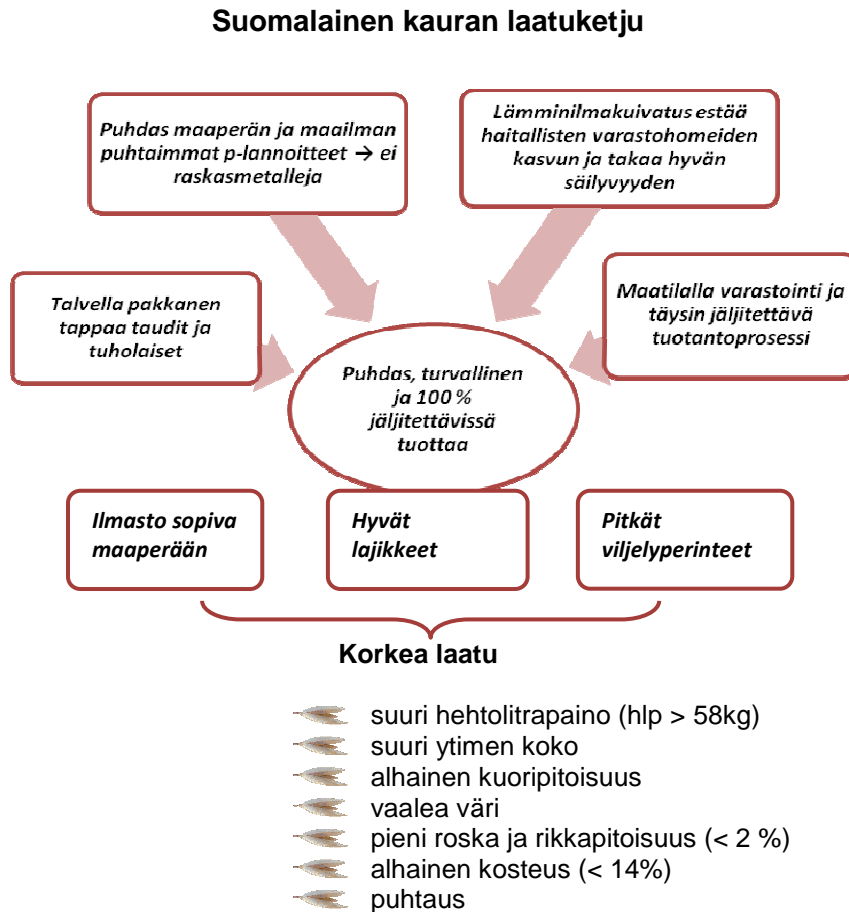 Suomalainen kauran laatuketju
Puhdas maaperän ja maailman
puhtaimmat p-lannoitteet → ei
raskasmetalleja
Lämminilmakuivatus estää
haitallisten varastohomeiden
kasvun ja takaa hyvän
säilyvyyden
Talvella pakkanen
tappaa taudit ja
tuholaiset
Maatilalla varastointi ja
täysin jäljitettävä
tuotantoprosessi
Puhdas, turvallinen
ja 100 %
jäljitettävissä
tuottaa
Ilmasto sopiva
maaperään
Hyvät
lajikkeet
Pitkät
viljelyperinteet
Korkea laatu
suuri hehtolitrapaino (hlp > 58kg)
suuri ytimen koko
alhainen kuoripitoisuus
vaalea väri
pieni roska ja rikkapitoisuus (< 2 %)
alhainen kosteus (< 14%)
puhtaus